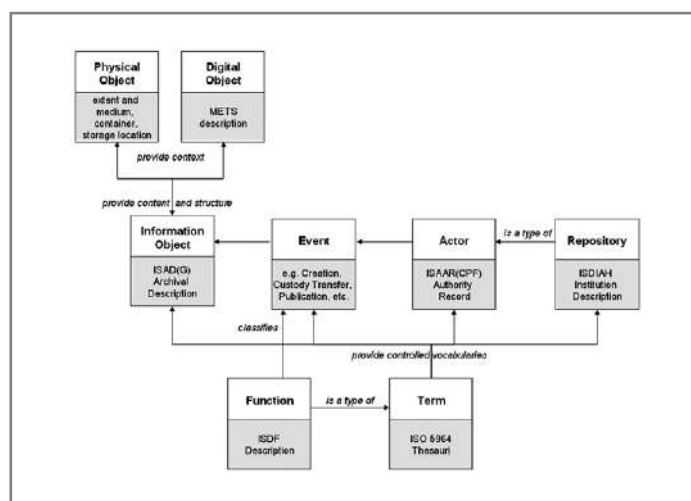 Physical
Object
extent and
medium,
container,
storage location
Digital
Object
METS
description
provide context
provide content and structure
Information
Object
ISAD(G)
Archival
Description
Event
e.g. Creation,
Custody Transfer,
Publication, etc.
Actor
ISAAR(CPF)
Authority
Record
is a type of
Repository
ISDIAH
Institution
Description
classifies
provide controlled vocabularies
Function
ISDF
Description
is a type of
Term
ISO 5964
Thesauri